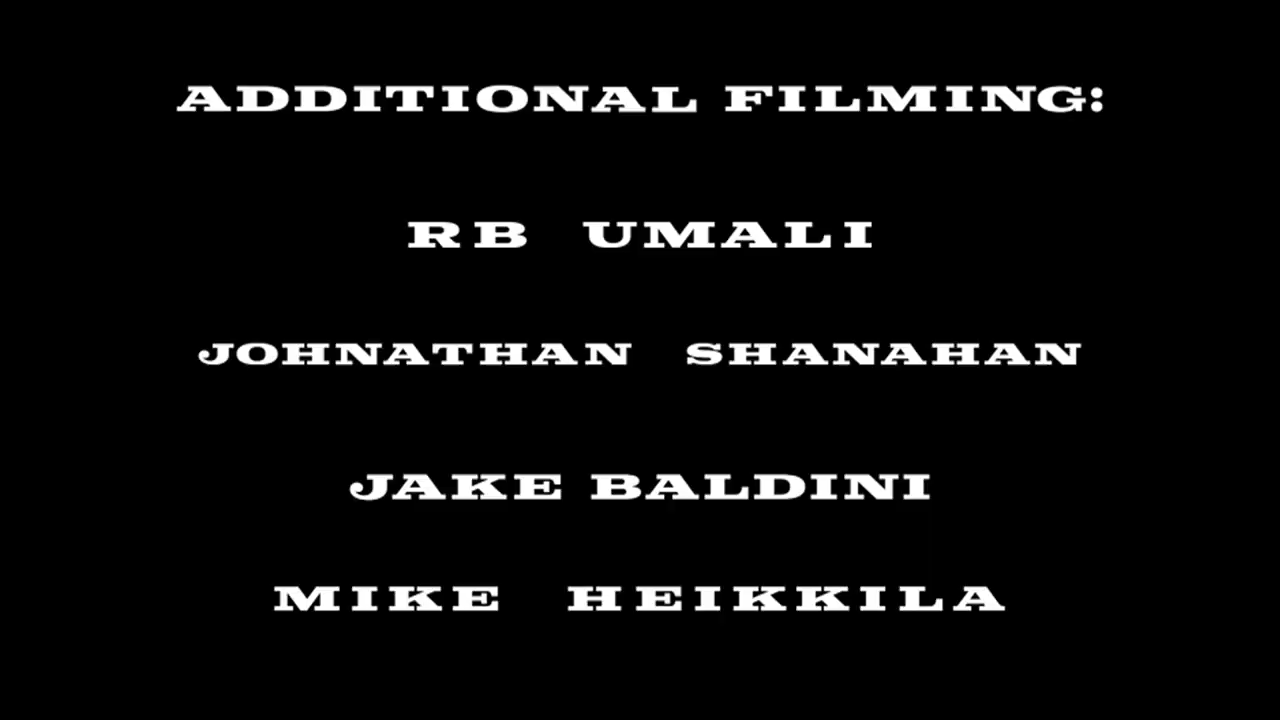 ADDITIONAL FILMING:
RB UMALI
JOHNATHAN SHANAHAN
JAKE BALDINI
MIKE HEIKKILA